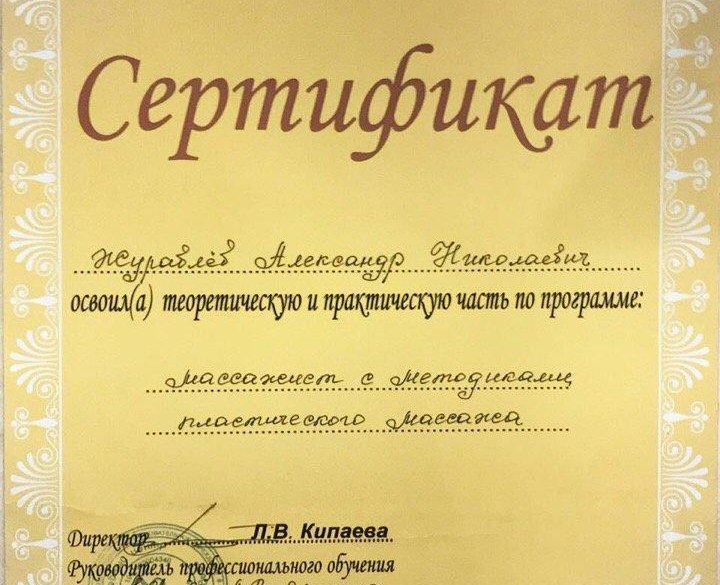 Сертификат
Журавлёв Александр Николаевич
освоил(а) теоретическую и практическую часть по программе:
массажист с методиками
пластического массажа
Директор Л.В. Кипаева
Руководитель профессионального обучения